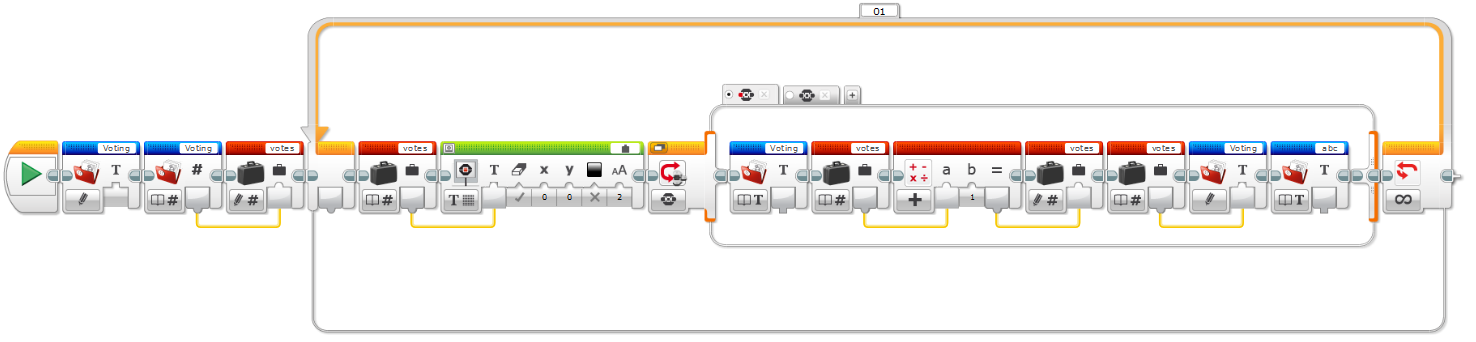 01
Voting
Voting
votes
votes
Voting
votes
votes
votes
Voting
abc
T
#
T
x
y
AA
T
a
b
=
T
T
#
#
#
T
0
0
2
T
#
1
#
#
T